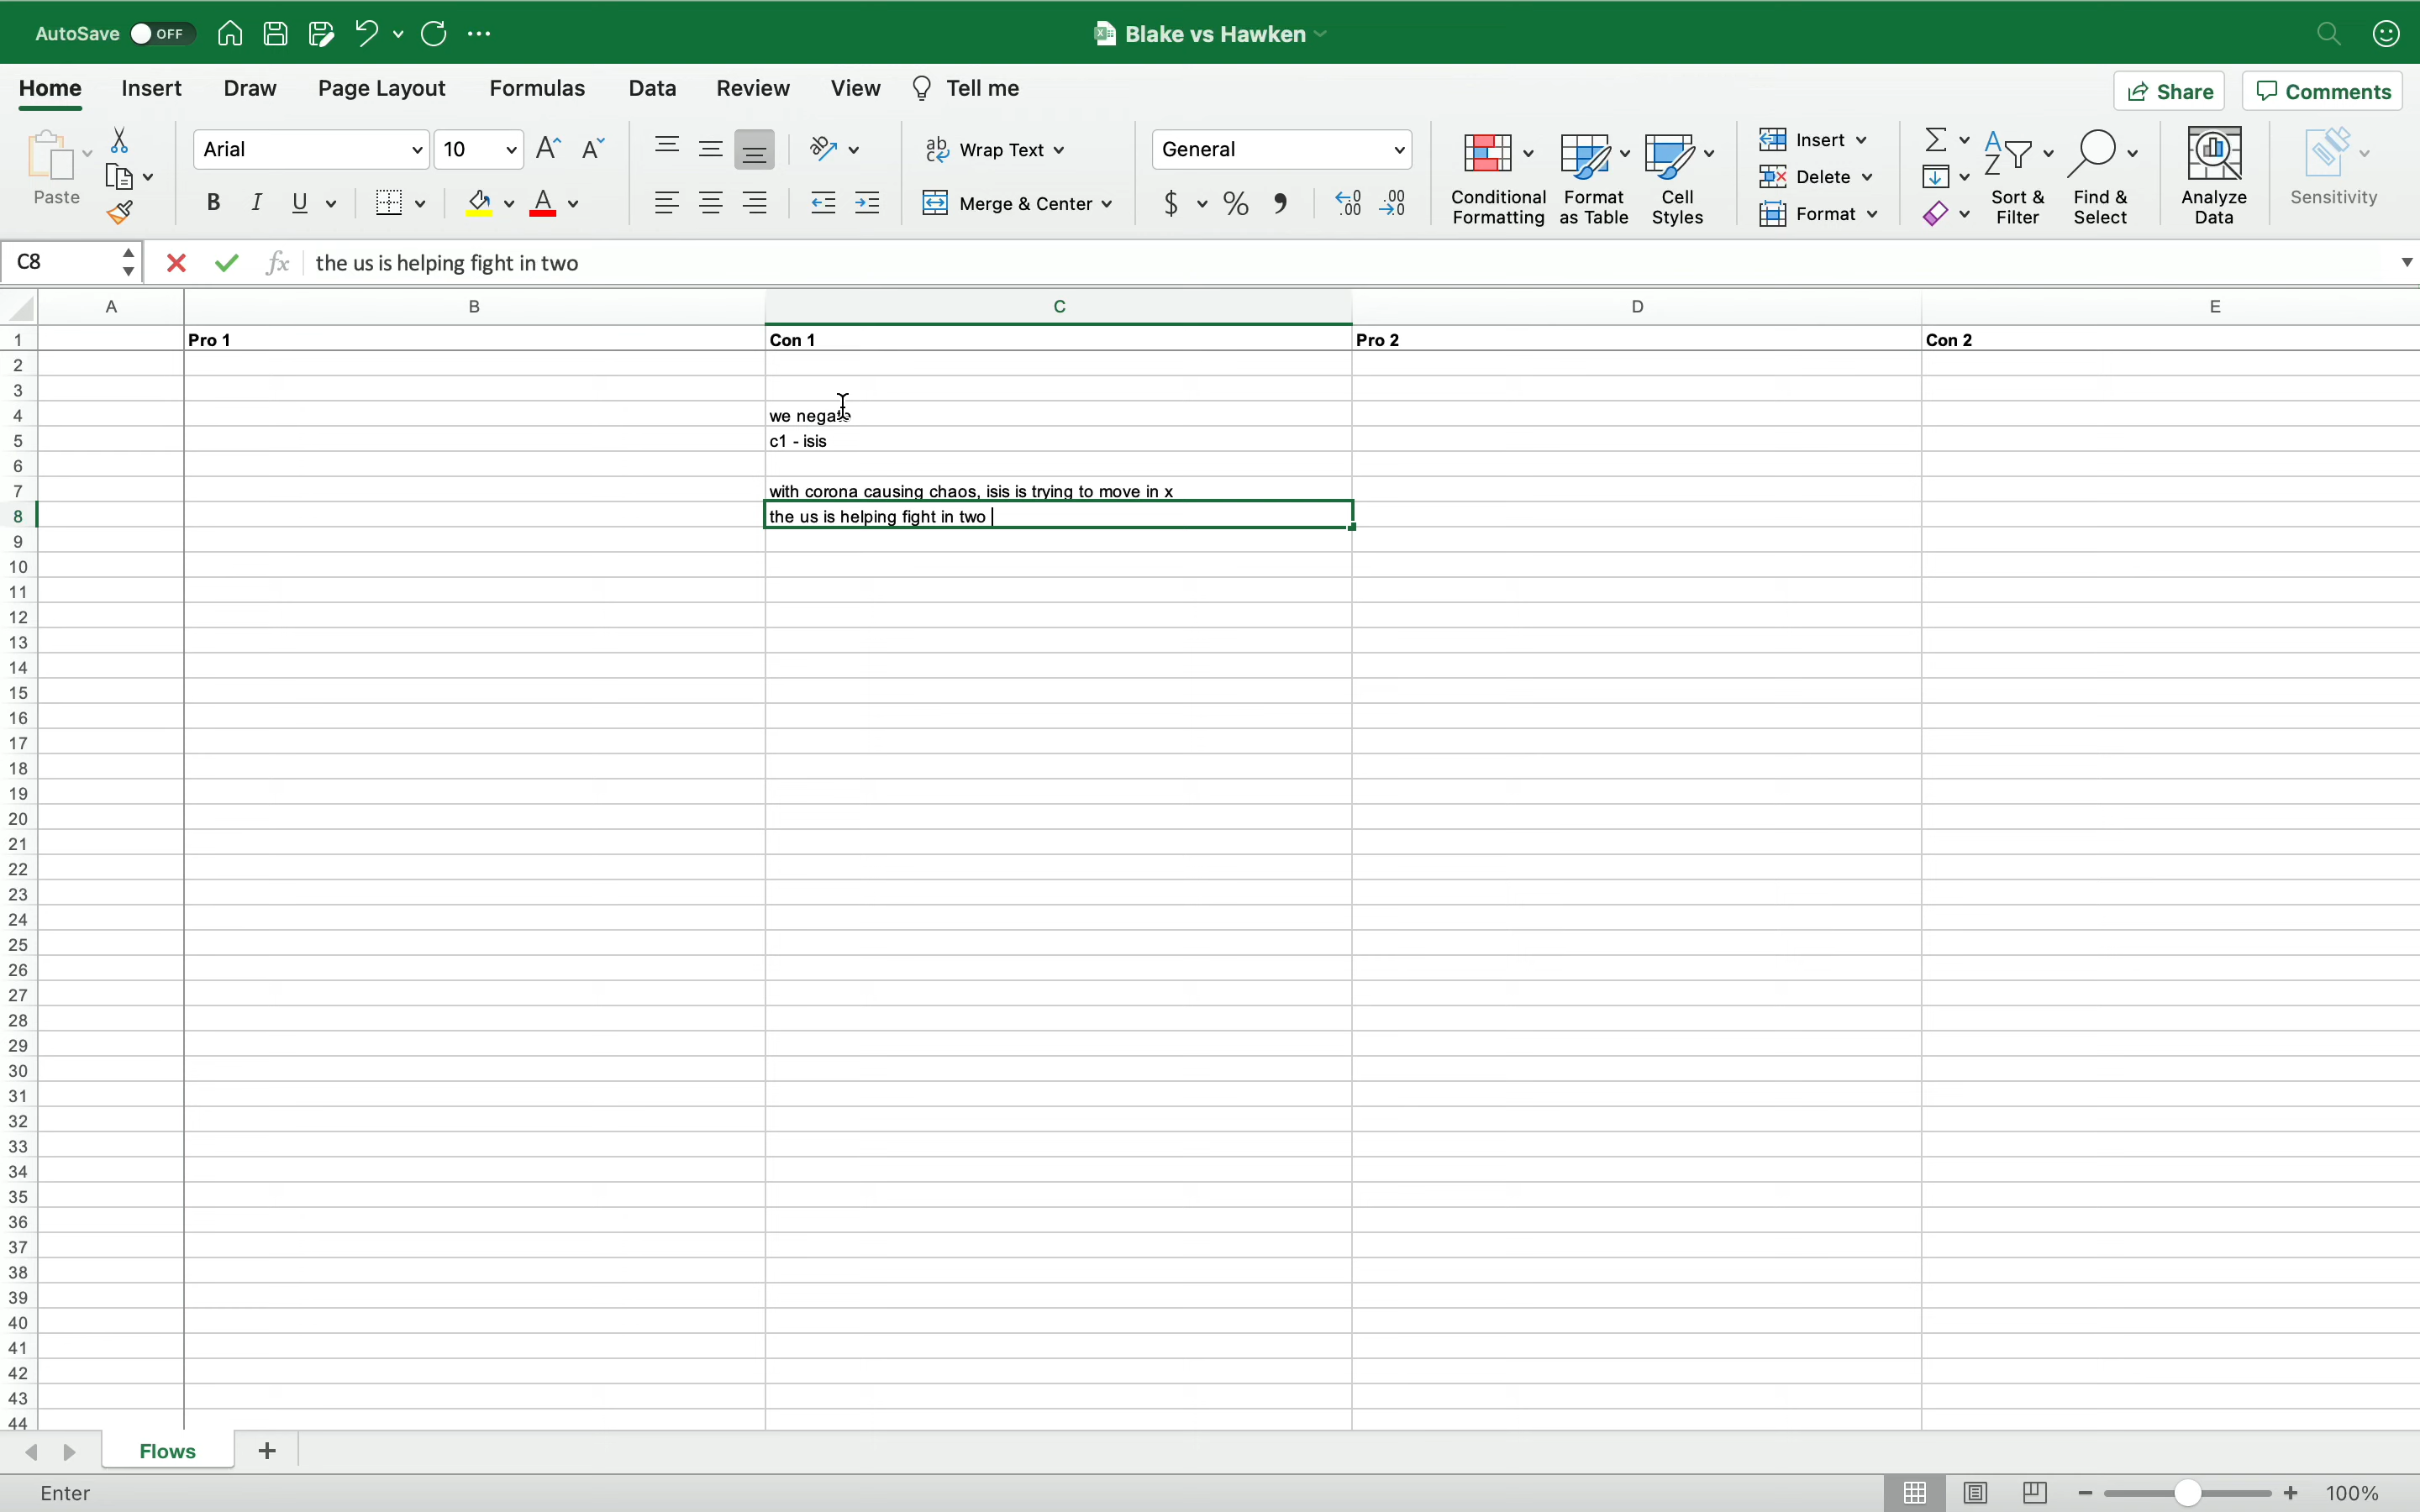 AutoSave OFF Blake vs Hawken
Home Insert Draw Page Layout Formulas Data Review View Tell me Share Comments
Paste Arial 10 Wrap Text General Conditional Formatting Format as Table Cell Styles Insert Sort & Filter Find & Select Analyze Data Sensitivity
B I U Merge & Center $ % Delete
Format
C8 fx the us is helping fight in two
A B C D E
1 Pro 1 Con 1 Pro 2 Con 2
2
3
4 we negate
5 c1 - isis
6
7 with corona causing chaos, isis is trying to move in x
8 the us is helping fight in two
9
10
11
12
13
14
15
16
17
18
19
20
21
22
23
24
25
26
27
28
29
30
31
32
33
34
35
36
37
38
39
40
41
42
43
44
Flows +
Enter 100%